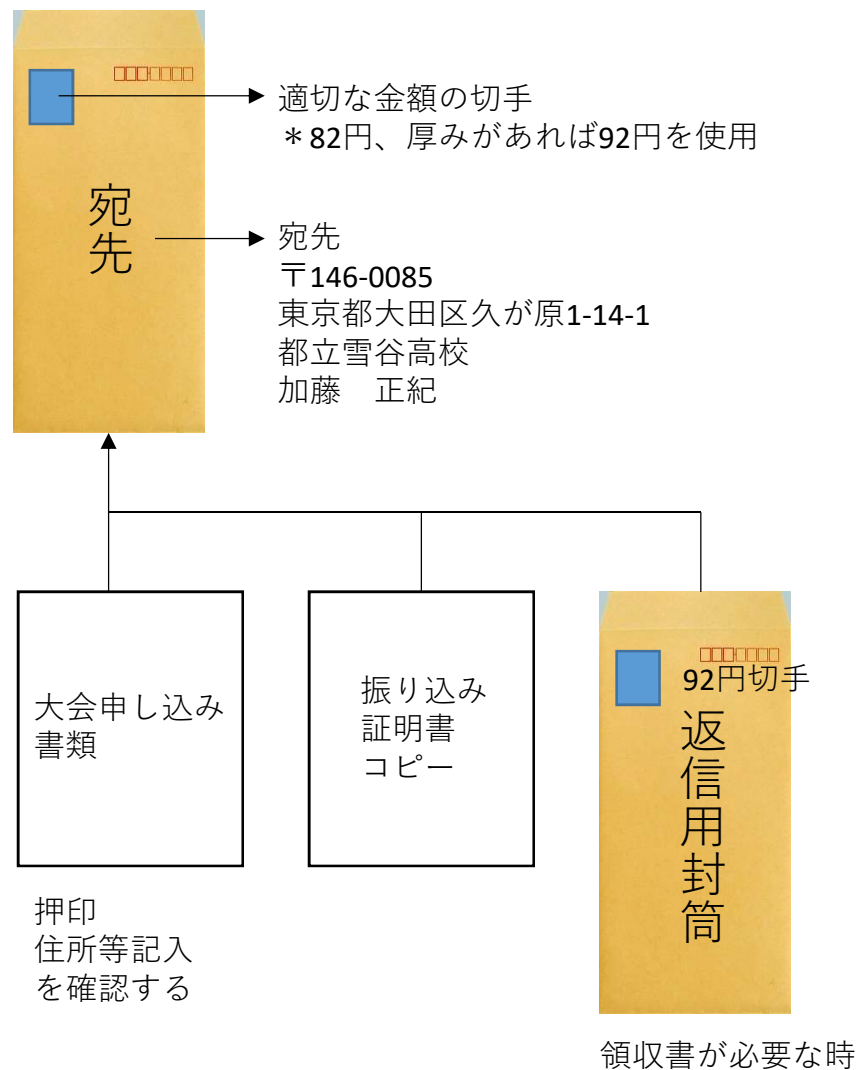 適切な金額の切手
＊82円、厚みがあれば92円を使用
宛先
宛先
〒146-0085
東京都大田区久が原1-14-1
都立雪谷高校
加藤　正紀
大会申し込み
書類
振り込み
証明書
コピー
92円切手
返信用封筒
押印
住所等記入
を確認する
領収書が必要な時